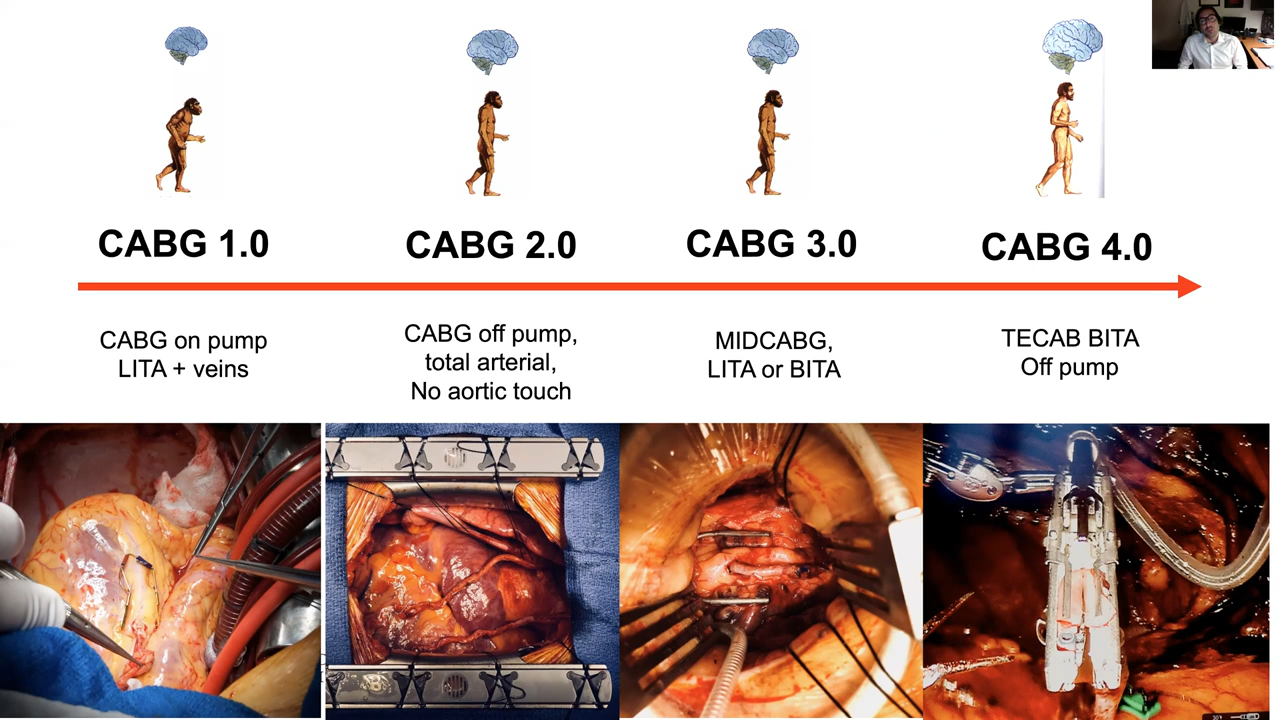 CABG 1.0
CABG 2.0
CABG 3.0
CABG 4.0
CABG on pump
LITA + veins
CABG off pump,
total arterial,
No aortic touch
MIDCABG,
LITA or BITA
TECAB BITA
Off pump